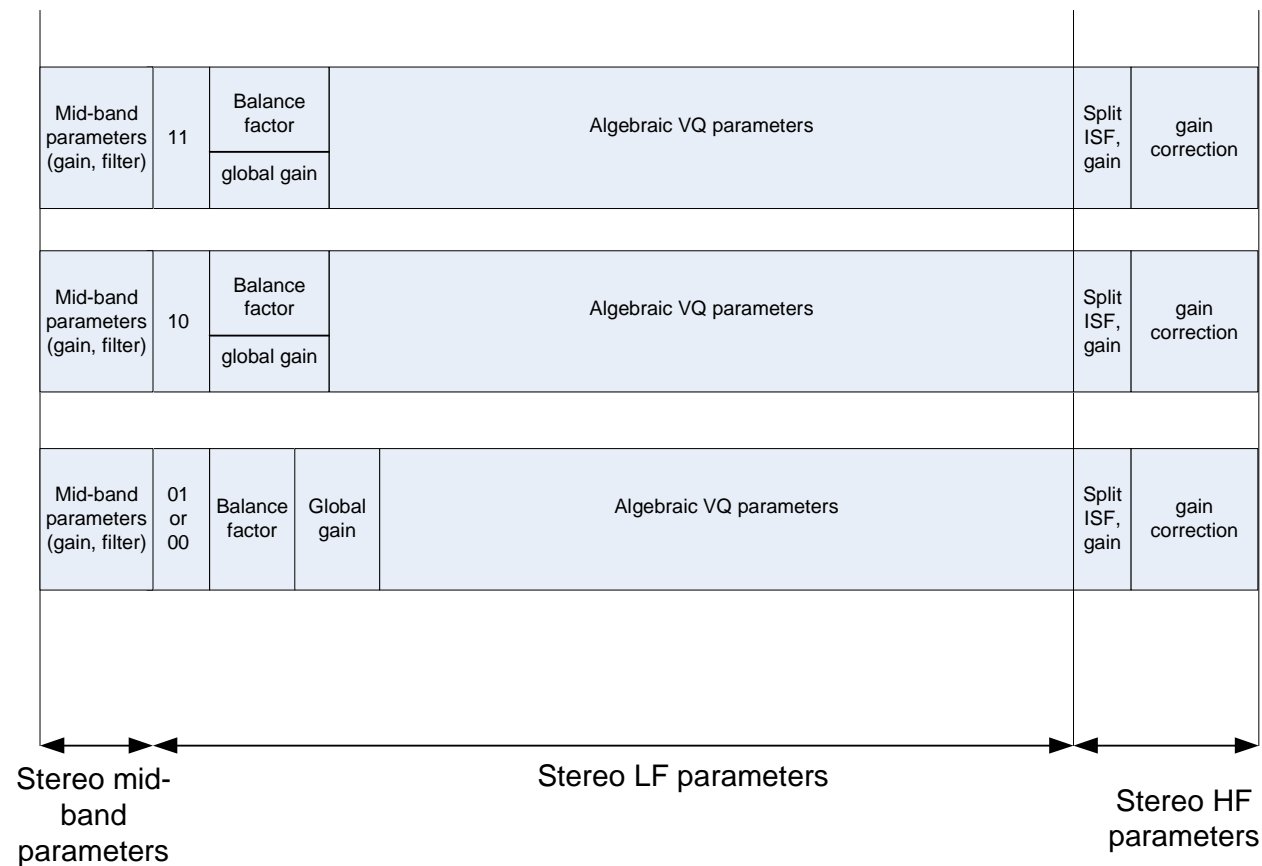 Mid-band
parameters
(gain, filter)
11
Balance
factor
global gain
Algebraic VQ parameters
Split
ISF,
gain
gain
correction
Mid-band
parameters
(gain, filter)
10
Balance
factor
global gain
Algebraic VQ parameters
Split
ISF,
gain
gain
correction
Mid-band
parameters
(gain, filter)
01
or
00
Balance
factor
Global
gain
Algebraic VQ parameters
Split
ISF,
gain
gain
correction
Stereo mid-
band
parameters
Stereo LF parameters
Stereo HF
parameters